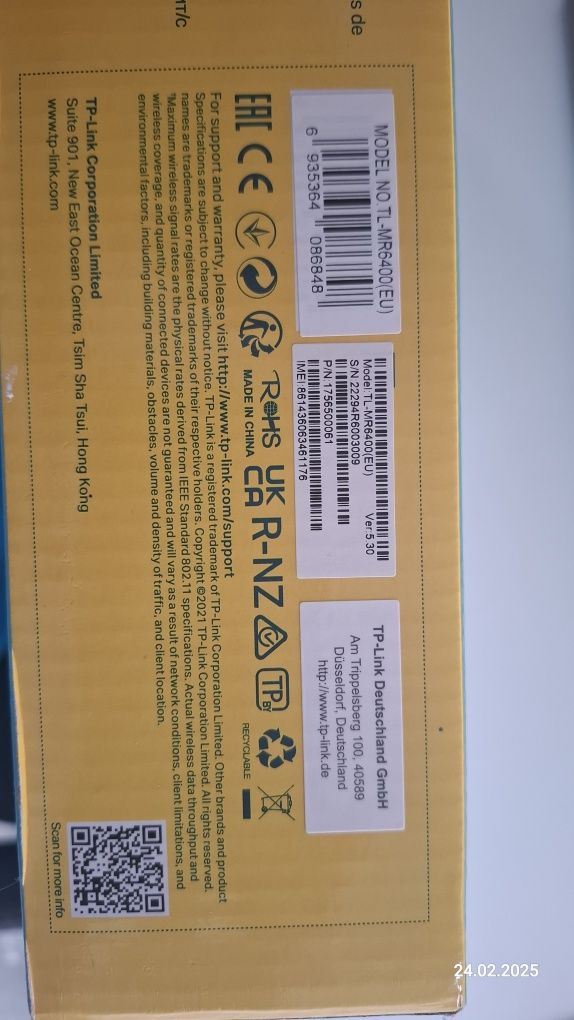 s de
1T/C
MODEL NO.TL-MR6400(EU)
6 935364 086848
Model:TL-MR6400(EU) Ver:5.30
S/N 22294R6003009
P/N:1756500061
IMEI:861436063461176
TP-Link Deutschland GmbH
Am Trippelsberg 100, 40589
Düsseldorf, Deutschland
http://www.tp-link.de
EAC CE RoHS UK CA R-NZ TP BY
MADE IN CHINA
RECYCLABLE
For support and warranty, please visit http://www.tp-link.com/support
Specifications are subject to change without notice. TP-Link is a registered trademark of TP-Link Corporation Limited. Other brands and product
names are trademarks or registered trademarks of their respective holders. Copyright ©2021 TP-Link Corporation Limited. All rights reserved.
*Maximum wireless signal rates are the physical rates derived from IEEE Standard 802.11 specifications. Actual wireless data throughput and
wireless coverage, and quantity of connected devices are not guaranteed and will vary as a result of network conditions, client limitations, and
environmental factors, including building materials, obstacles, volume and density of traffic, and client location.
TP-Link Corporation Limited
Suite 901, New East Ocean Centre, Tsim Sha Tsui, Hong Kong
www.tp-link.com
Scan for more info
24.02.2025